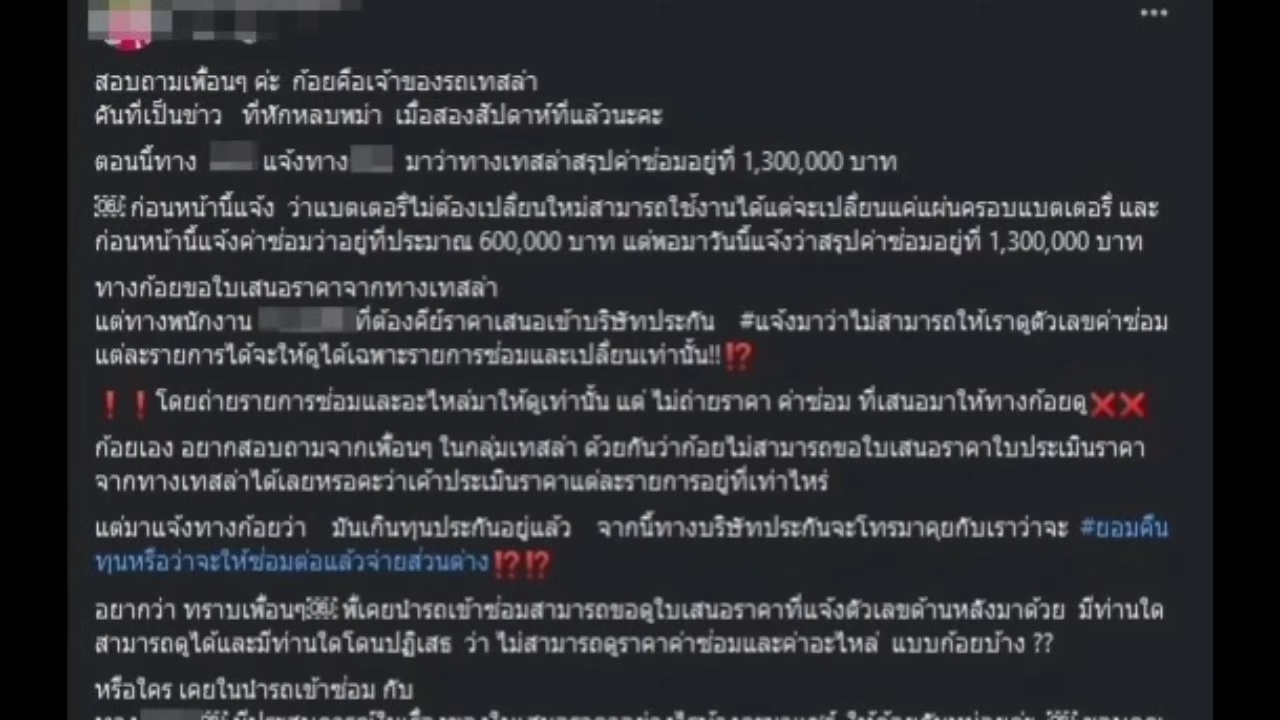 สอบถามเพื่อนๆ ค่ะ ก้อยคือเจ้าของรถเทสล่า
คันที่เป็นข่าว ที่หักหลบหมา เมื่อสองสัปดาห์ที่แล้วนะคะ
ตอนนี้ทาง แจ้งทาง มาว่าทางเทสล่าสรุปค่าซ่อมอยู่ที่ 1,300,000 บาท
ก่อนหน้านี้แจ้ง ว่าแบตเตอรี่ไม่ต้องเปลี่ยนใหม่สามารถใช้งานได้แต่จะเปลี่ยนแค่แผ่นครอบแบตเตอรี่ และ
ก่อนหน้านี้แจ้งค่าซ่อมว่าอยู่ที่ประมาณ 600,000 บาท แต่พอมาวันนี้แจ้งว่าสรุปค่าซ่อมอยู่ที่ 1,300,000 บาท
ทางก้อยขอใบเสนอราคาจากทางเทสล่า
แต่ทางพนักงาน ที่ต้องคีย์ราคาเสนอเข้าบริษัทประกัน #แจ้งมาว่าไม่สามารถให้เราดูตัวเลขค่าซ่อม
แต่ละรายการได้จะให้ดูได้เฉพาะรายการซ่อมและเปลี่ยนเท่านั้น!!⁉️
❗❗โดยถ่ายรายการซ่อมและอะไหล่มาให้ดูเท่านั้น แต่ ไม่ถ่ายราคา ค่าซ่อม ที่เสนอมาให้ทางก้อยดู❌❌
ก้อยเอง อยากสอบถามจากเพื่อนๆ ในกลุ่มเทสล่า ด้วยกันว่าก้อยไม่สามารถขอใบเสนอราคาใบประเมินราคา
จากทางเทสล่าได้เลยหรอคะว่าเค้าประเมินราคาแต่ละรายการอยู่ที่เท่าไหร่
แต่มาแจ้งทางก้อยว่า มันเกินทุนประกันอยู่แล้ว จากนี้ทางบริษัทประกันจะโทรมาคุยกับเราว่าจะ #ยอมคืน
ทุนหรือว่าจะให้ซ่อมต่อแล้วจ่ายส่วนต่าง⁉️⁉️
อยากว่า ทราบเพื่อนๆ พี่เคยนำรถเข้าซ่อมสามารถขอดูใบเสนอราคาที่แจ้งตัวเลขด้านหลังมาด้วย มีท่านใด
สามารถดูได้และมีท่านใดโดนปฏิเสธ ว่า ไม่สามารถดูราคาค่าซ่อมและค่าอะไหล่ แบบก้อยบ้าง ??
หรือใคร เคยในนำรถเข้าซ่อม กับ